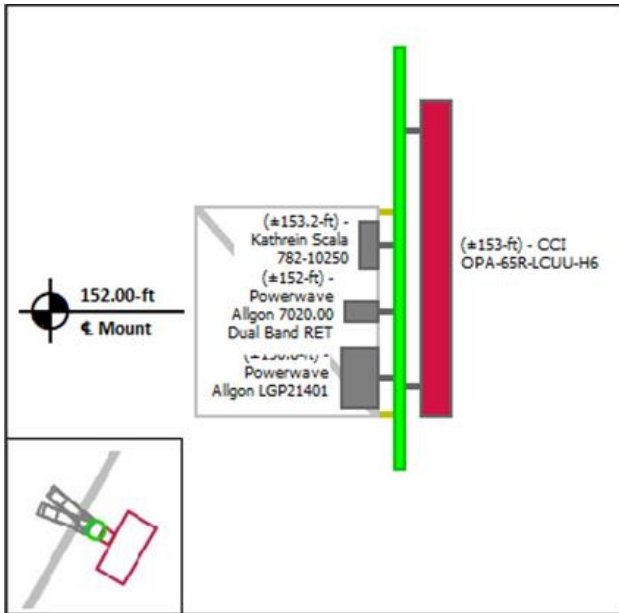 (±153.2-ft) -
Kathrein Scala
782-10250
(±152-ft) -
Powerwave
Allgon 7020.00
Dual Band RET
Powerwave
Allgon LGP21401
(±153-ft) - CCI
OPA-65R-LCUU-H6
152.00-ft
℄ Mount